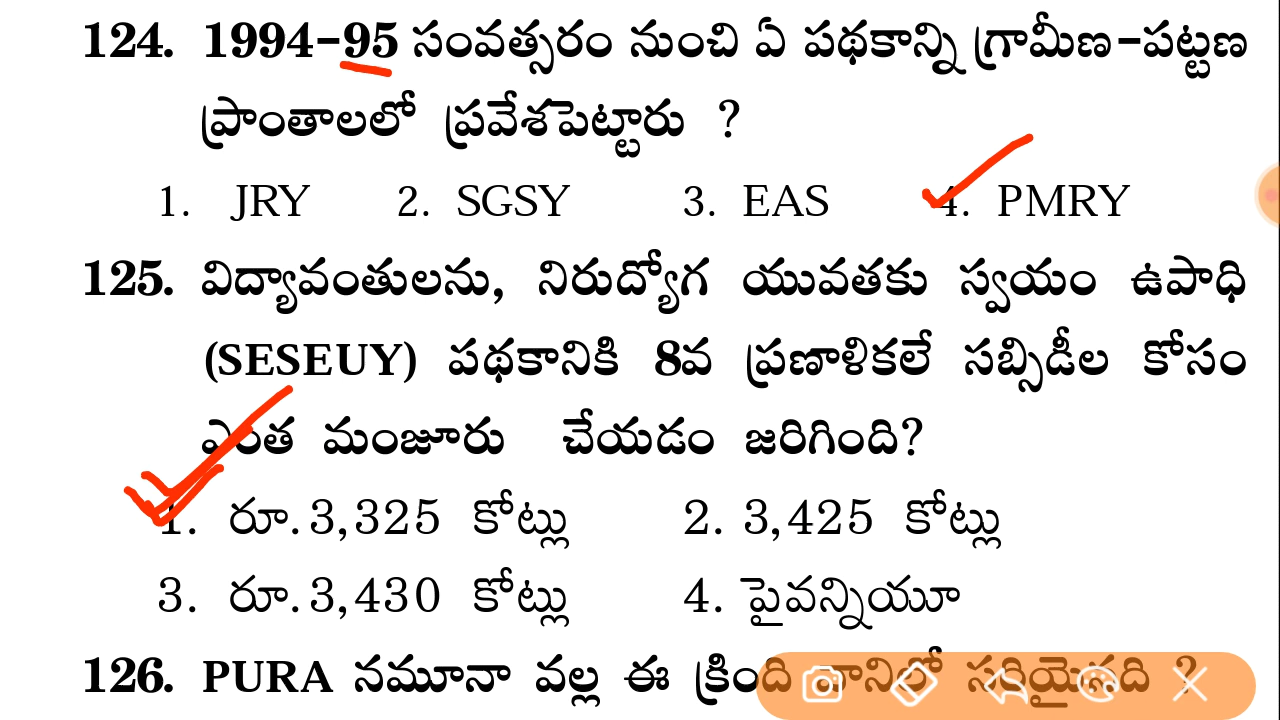 124. 1994-95 సంవత్సరం నుంచి ఏ పథకాన్ని గ్రామీణ-పట్టణ
ప్రాంతాలలో ప్రవేశపెట్టారు ?
1. JRY 2. SGSY 3. EAS 4. PMRY
125. విద్యావంతులను, నిరుద్యోగ యువతకు స్వయం ఉపాధి
(SESEUY) పథకానికి 8వ ప్రణాళికలే సబ్సిడీల కోసం
ఎంత మంజూరు చేయడం జరిగింది?
1. రూ.3,325 కోట్లు 2. 3,425 కోట్లు
3. రూ.3,430 కోట్లు 4. పైవన్నియూ
126. PURA నమూనా వల్ల ఈ క్రింది వానిలో సరియైనది ?